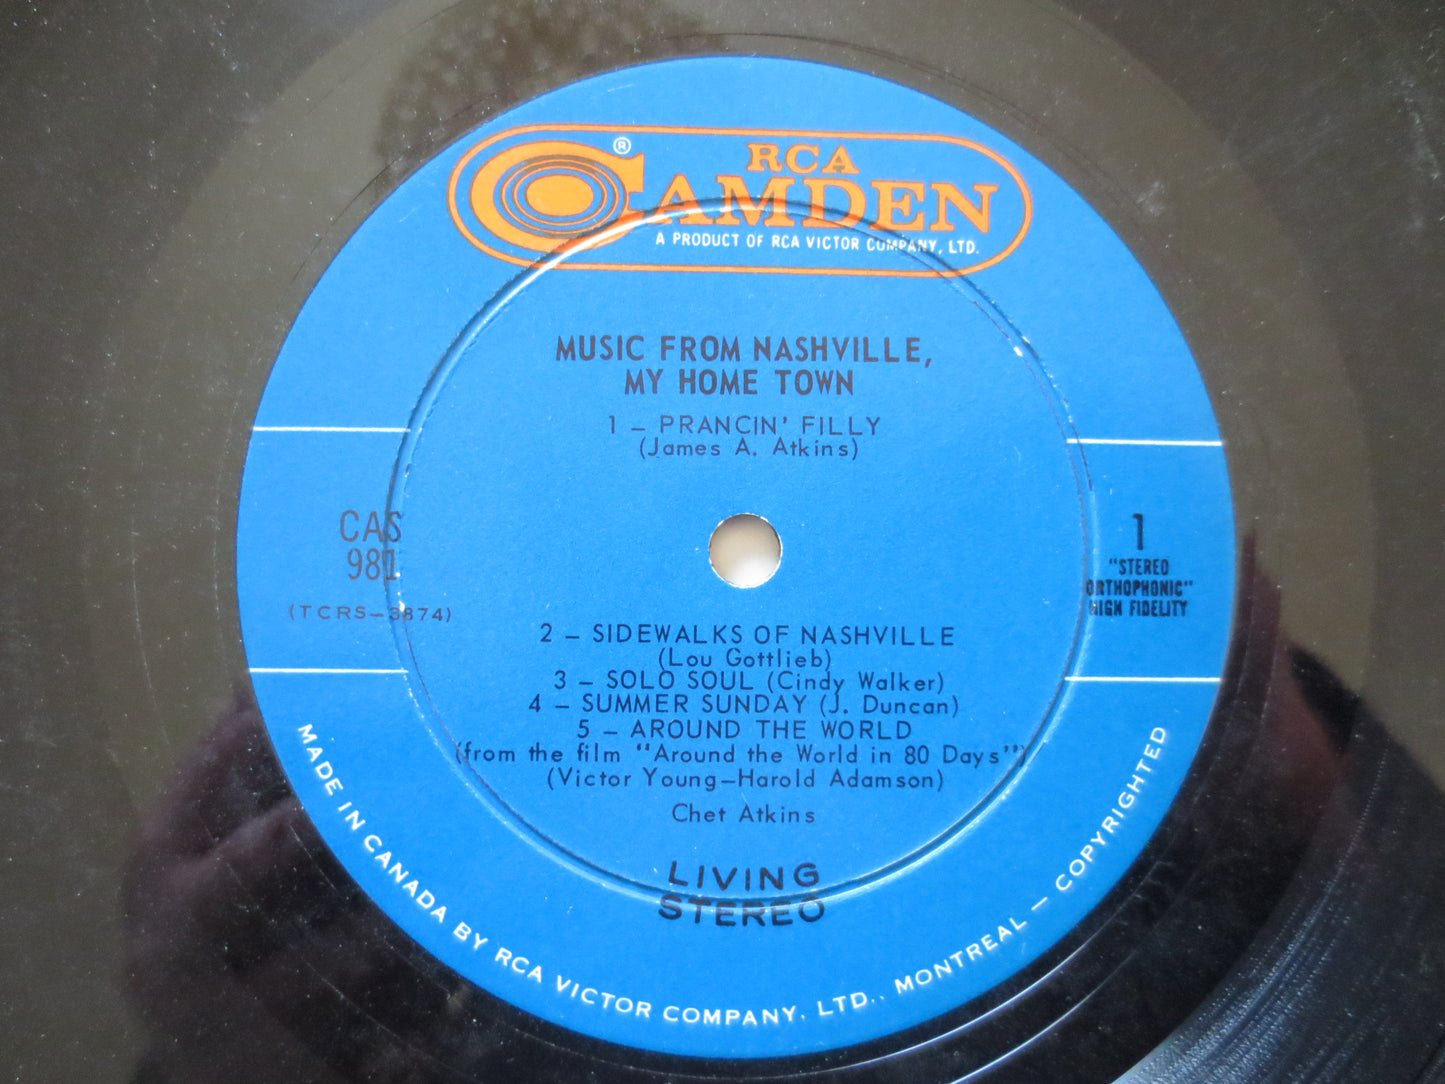 ®
RCA
CAMDEN
A PRODUCT OF RCA VICTOR COMPANY, LTD.
MUSIC FROM NASHVILLE,
MY HOME TOWN
1 – PRANCIN' FILLY
(James A. Atkins)
CAS
981
(TCRS–3874)
1
"STEREO
ORTHOPHONIC"
HIGH FIDELITY
2 – SIDEWALKS OF NASHVILLE
(Lou Gottlieb)
3 – SOLO SOUL (Cindy Walker)
4 – SUMMER SUNDAY (J. Duncan)
5 – AROUND THE WORLD
(from the film "Around the World in 80 Days")
(Victor Young–Harold Adamson)
Chet Atkins
LIVING
STEREO
MADE IN CANADA BY RCA VICTOR COMPANY, LTD., MONTREAL – COPYRIGHTED